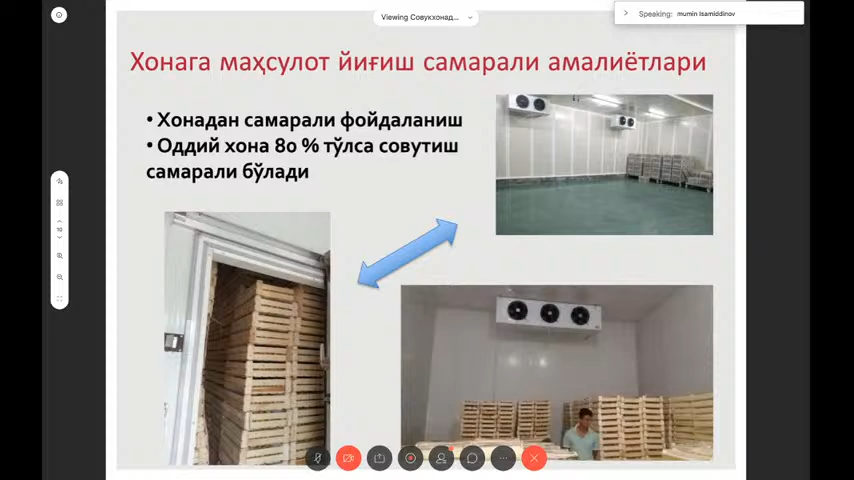 Viewing Совукхонад...
Speaking: mumin Isamiddinov
Хонага маҳсулот йиғиш самарали амалиётлари
• Хонадан самарали фойдаланиш
• Оддий хона 80 % тўлса совутиш
самарали бўлади